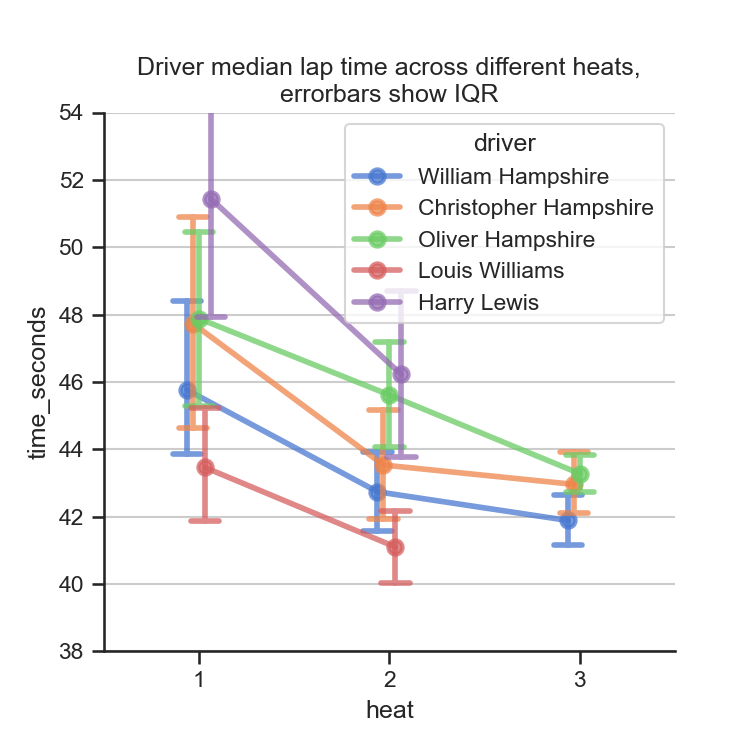 Driver median lap time across different heats,
errorbars show IQR
54
52
50
48
46
44
42
40
38
time_seconds
driver
William Hampshire
Christopher Hampshire
Oliver Hampshire
Louis Williams
Harry Lewis
1
2
3
heat